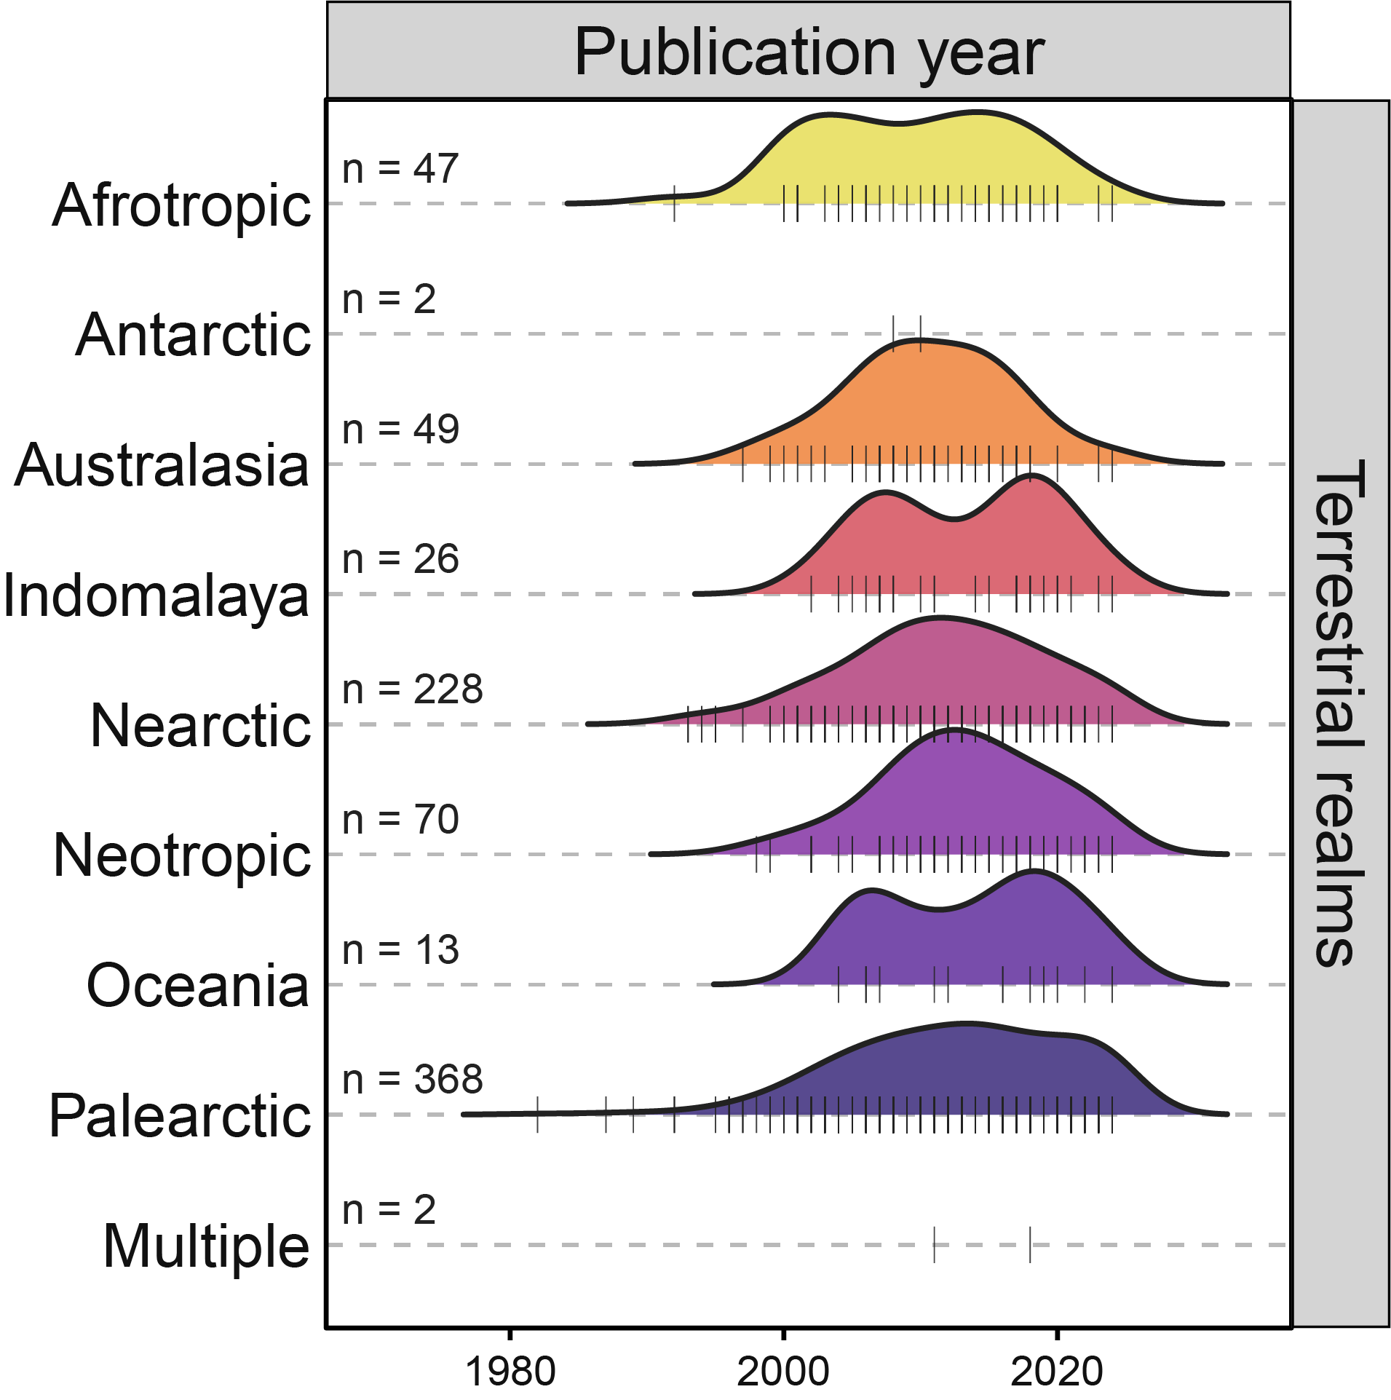 Publication year
n = 47
Afrotropic
n = 2
Antarctic
n = 49
Australasia
n = 26
Indomalaya
n = 228
Nearctic
n = 70
Neotropic
n = 13
Oceania
n = 368
Palearctic
n = 2
Multiple
Terrestrial realms
1980 2000 2020